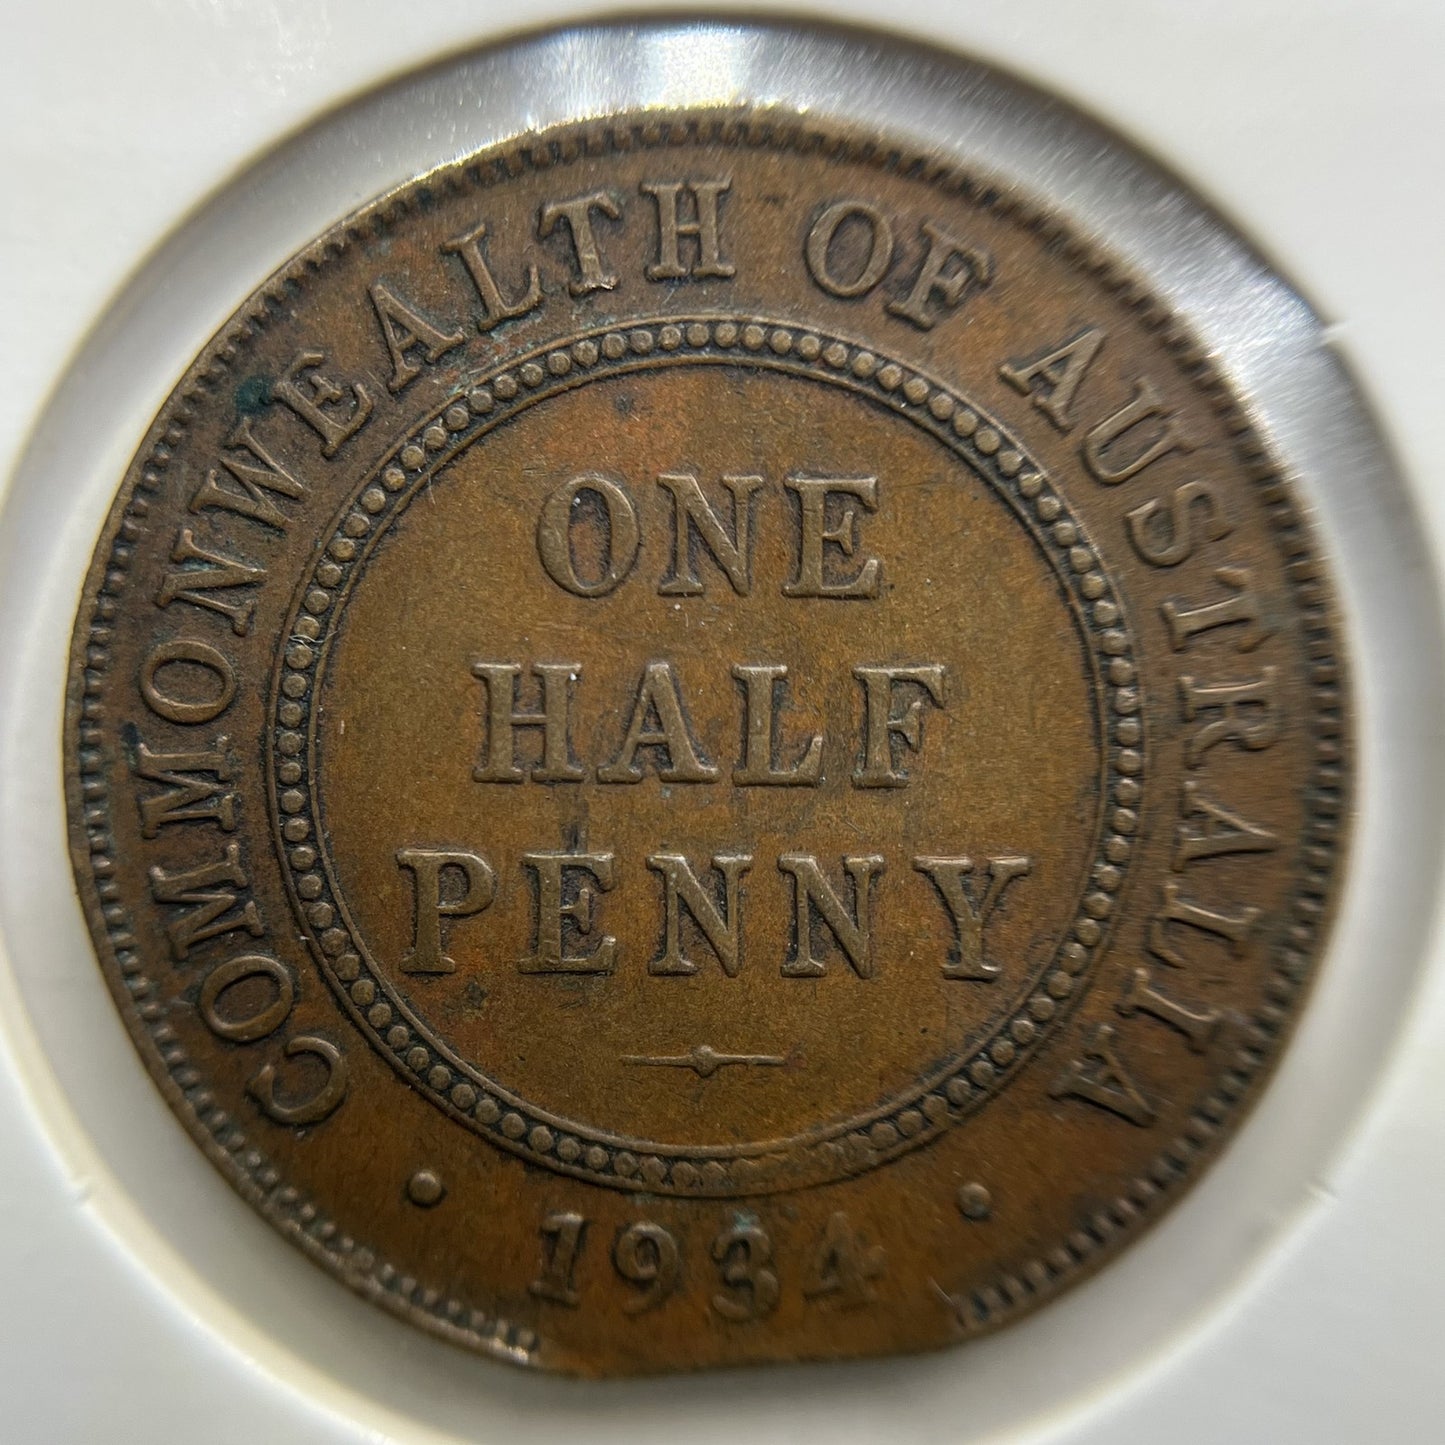 COMMONWEALTH OF AUSTRALIA
ONE
HALF
PENNY
1934